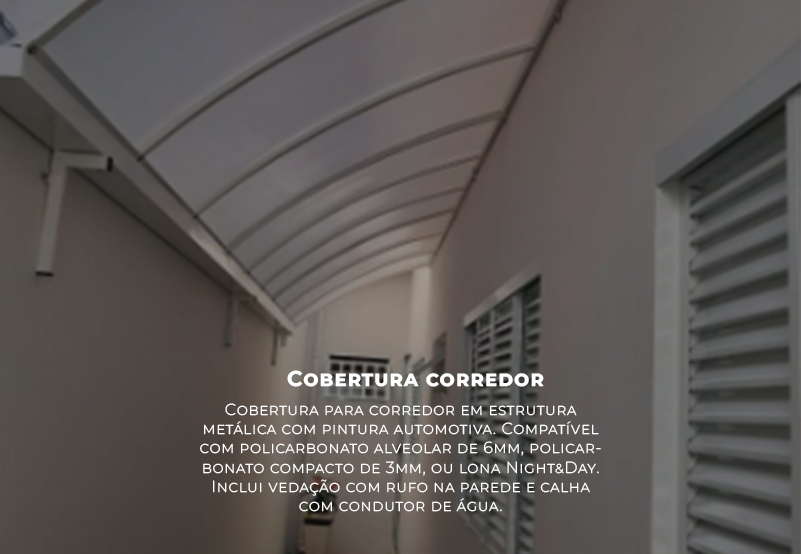 Cobertura corredor
Cobertura para corredor em estrutura
metálica com pintura automotiva. Compatível
com policarbonato alveolar de 6mm, policar-
bonato compacto de 3mm, ou lona Night&Day.
Inclui vedação com rufo na parede e calha
com condutor de água.